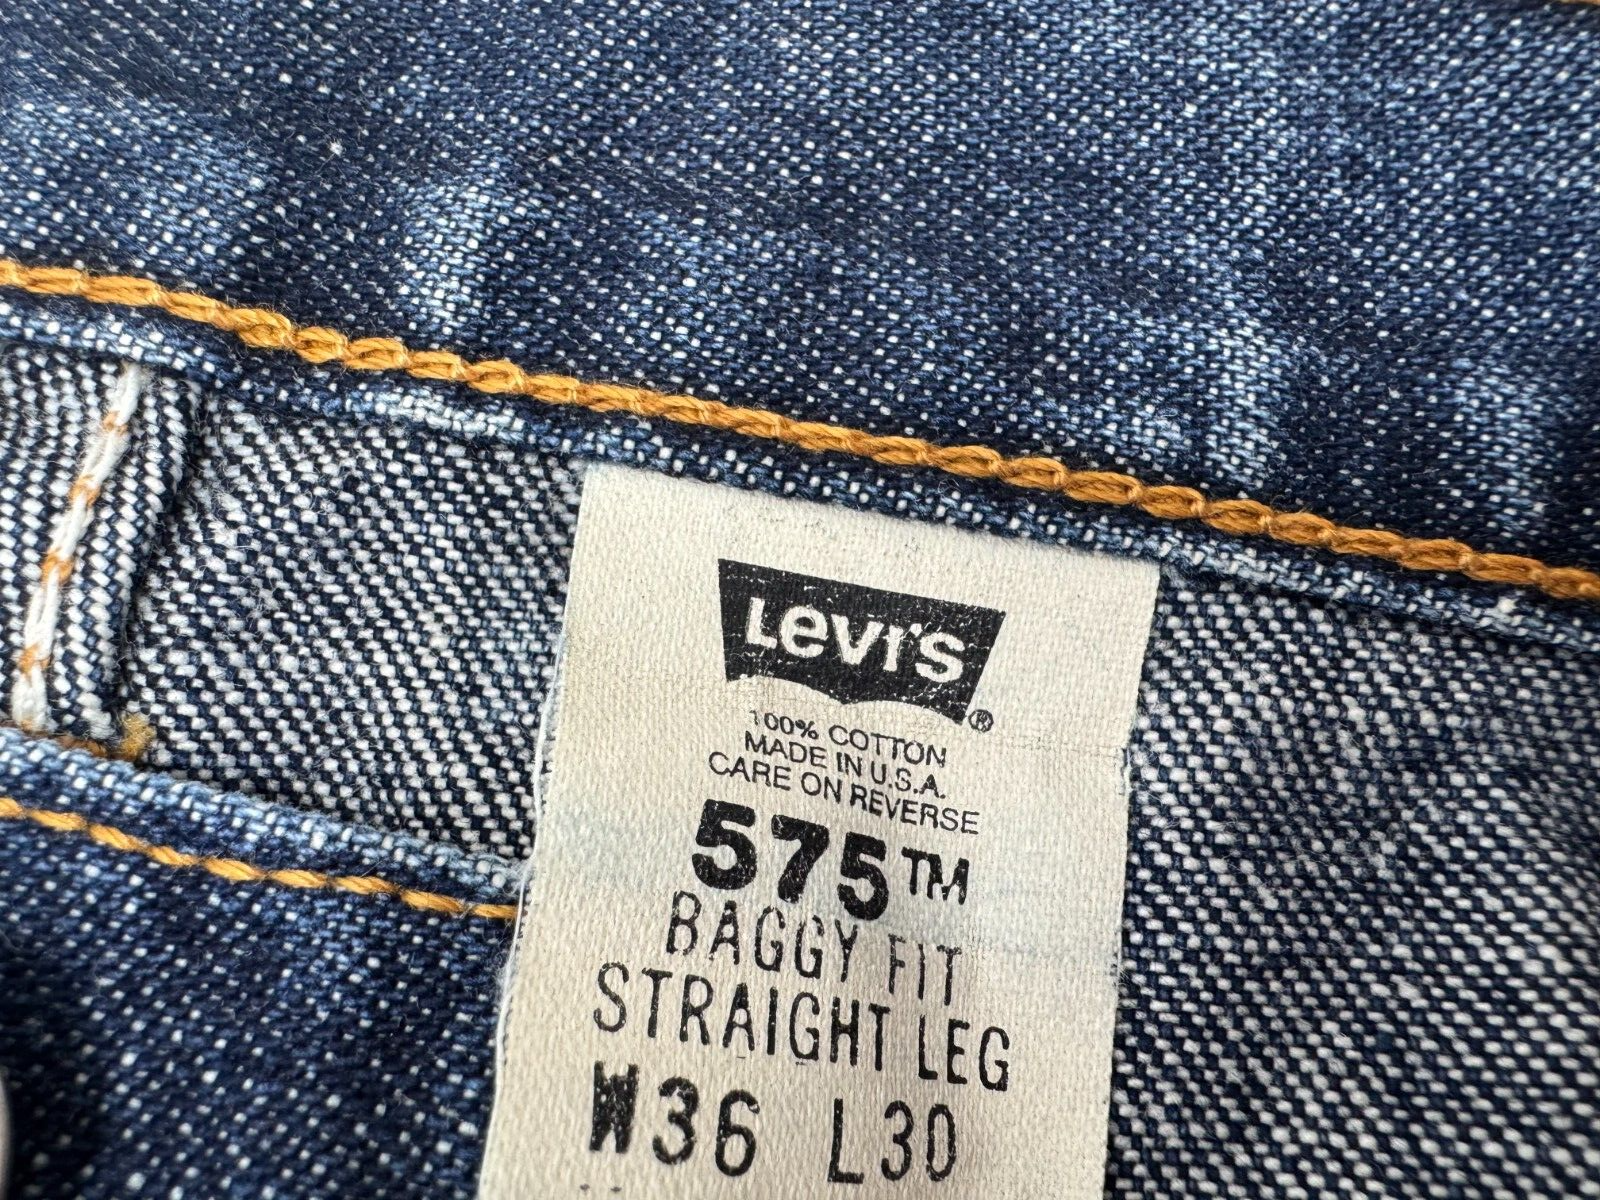 Levi's®
100% COTTON
MADE IN U.S.A.
CARE ON REVERSE
575™
BAGGY FIT
STRAIGHT LEG
W36 L30